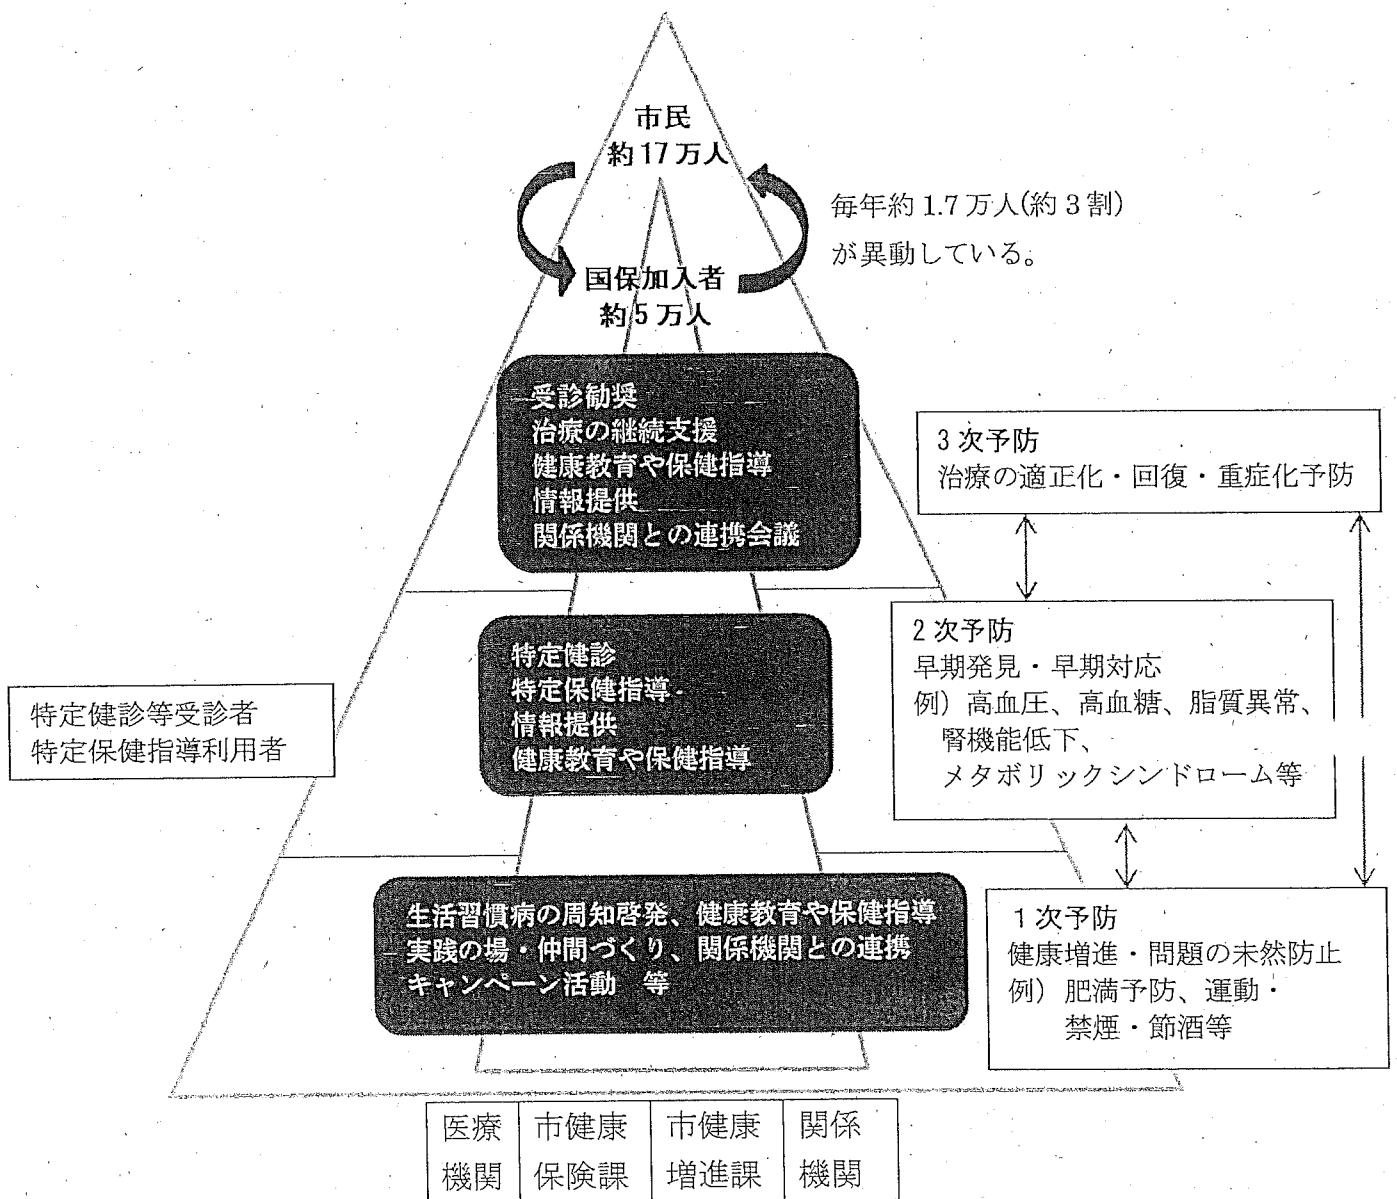 市民
約17万人
毎年約1.7万人(約3割)
が異動している。
国保加入者
約5万人
受診勧奨
治療の継続支援
健康教育や保健指導
情報提供
関係機関との連携会議
3次予防
治療の適正化・回復・重症化予防
特定健診
特定保健指導
情報提供
健康教育や保健指導
2次予防
早期発見・早期対応
例）高血圧、高血糖、脂質異常、
腎機能低下、
メタボリックシンドローム等
特定健診等受診者
特定保健指導利用者
生活習慣病の周知啓発、健康教育や保健指導
実践の場・仲間づくり、関係機関との連携
キャンペーン活動　等
1次予防
健康増進・問題の未然防止
例）肥満予防、運動・
禁煙・節酒等
医療
機関
市健康
保険課
市健康
増進課
関係
機関